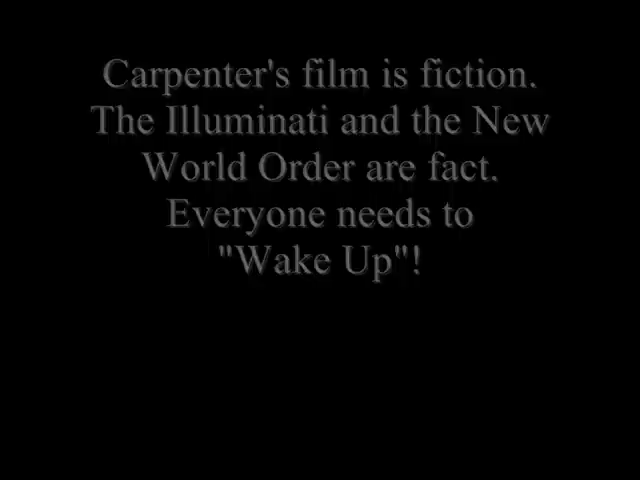 Carpenter's film is fiction.
The Illuminati and the New
World Order are fact.
Everyone needs to
"Wake Up"!